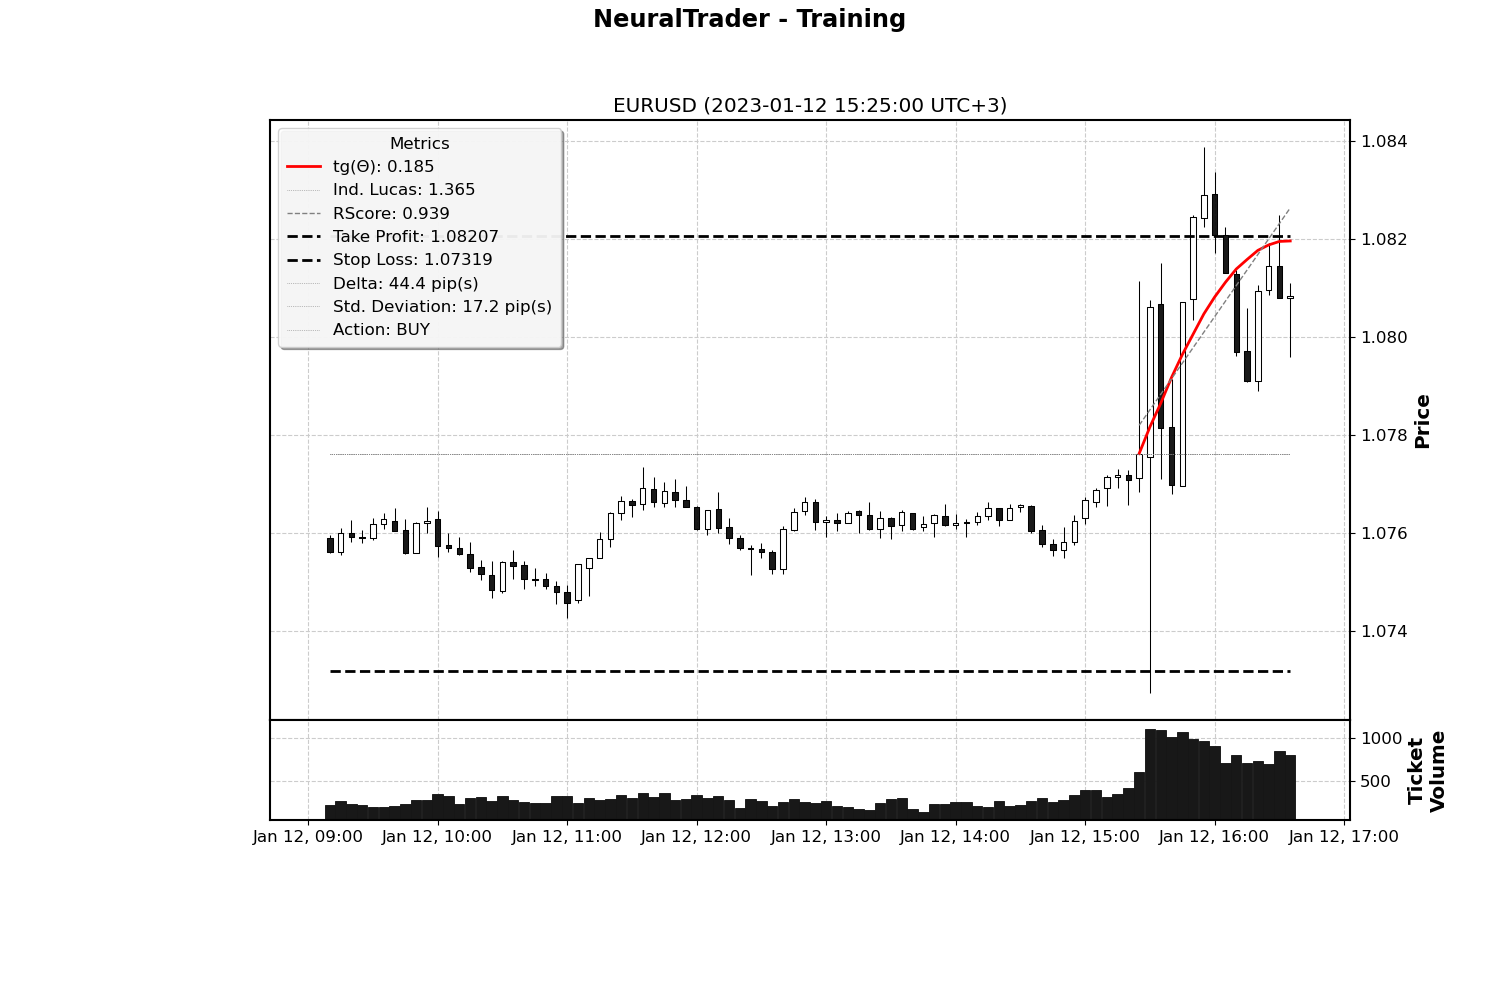 NeuralTrader - Training
EURUSD (2023-01-12 15:25:00 UTC+3)
Metrics
tg(Θ): 0.185
Ind. Lucas: 1.365
RScore: 0.939
Take Profit: 1.08207
Stop Loss: 1.07319
Delta: 44.4 pip(s)
Std. Deviation: 17.2 pip(s)
Action: BUY
1.084
1.082
1.080
1.078
1.076
1.074
Price
1000
500
Ticket
Volume
Jan 12, 09:00
Jan 12, 10:00
Jan 12, 11:00
Jan 12, 12:00
Jan 12, 13:00
Jan 12, 14:00
Jan 12, 15:00
Jan 12, 16:00
Jan 12, 17:00